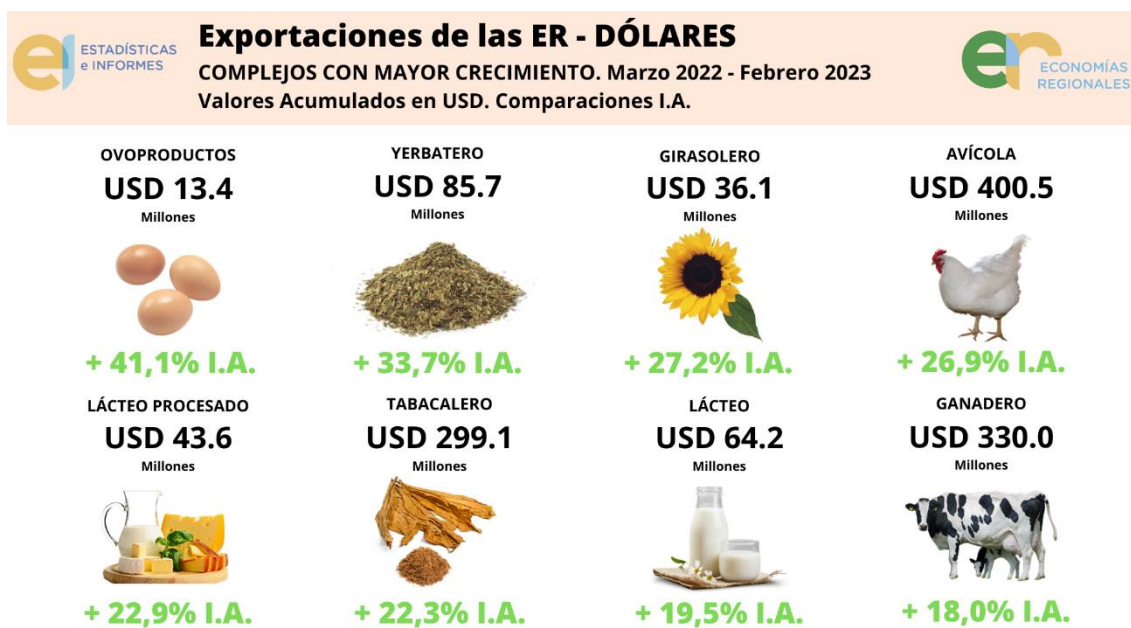 ESTADÍSTICAS
e INFORMES
Exportaciones de las ER - DÓLARES
COMPLEJOS CON MAYOR CRECIMIENTO. Marzo 2022 - Febrero 2023
Valores Acumulados en USD. Comparaciones I.A.
er
ECONOMÍAS
REGIONALES
OVOPRODUCTOS
USD 13.4
Millones
+ 41,1% I.A.
YERBATERO
USD 85.7
Millones
+ 33,7% I.A.
GIRASOLERO
USD 36.1
Millones
+ 27,2% I.A.
AVÍCOLA
USD 400.5
Millones
+ 26,9% I.A.
LÁCTEO PROCESADO
USD 43.6
Millones
+ 22,9% I.A.
TABACALERO
USD 299.1
Millones
+ 22,3% I.A.
LÁCTEO
USD 64.2
Millones
+ 19,5% I.A.
GANADERO
USD 330.0
Millones
+ 18,0% I.A.